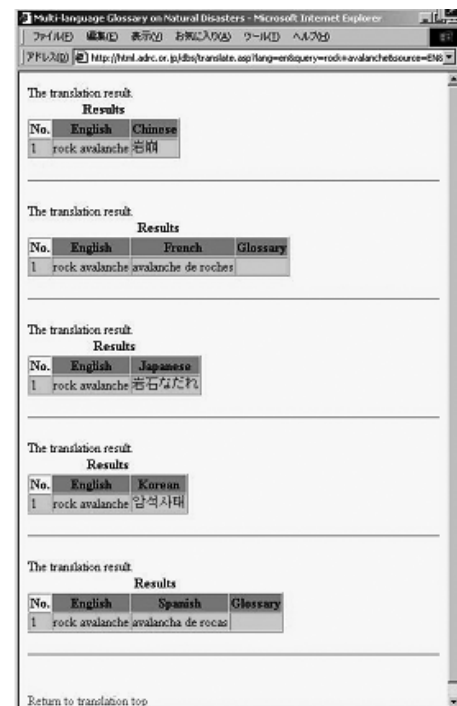 Multi-language Glossary on Natural Disasters - Microsoft Internet Explorer
ファイル(F) 編集(E) 表示(V) お気に入り(A) ツール(T) ヘルプ(H)
アドレス(D) http://html.adrc.or.jp/dbs/translate.asp?lang=en&query=rock+avalanche&source=EN&
The translation result.
Results
No. English Chinese
1 rock avalanche 岩崩
The translation result.
Results
No. English French Glossary
1 rock avalanche avalanche de roches
The translation result.
Results
No. English Japanese
1 rock avalanche 岩石なだれ
The translation result.
Results
No. English Korean
1 rock avalanche 암석사태
The translation result.
Results
No. English Spanish Glossary
1 rock avalanche avalancha de rocas
Return to translation top